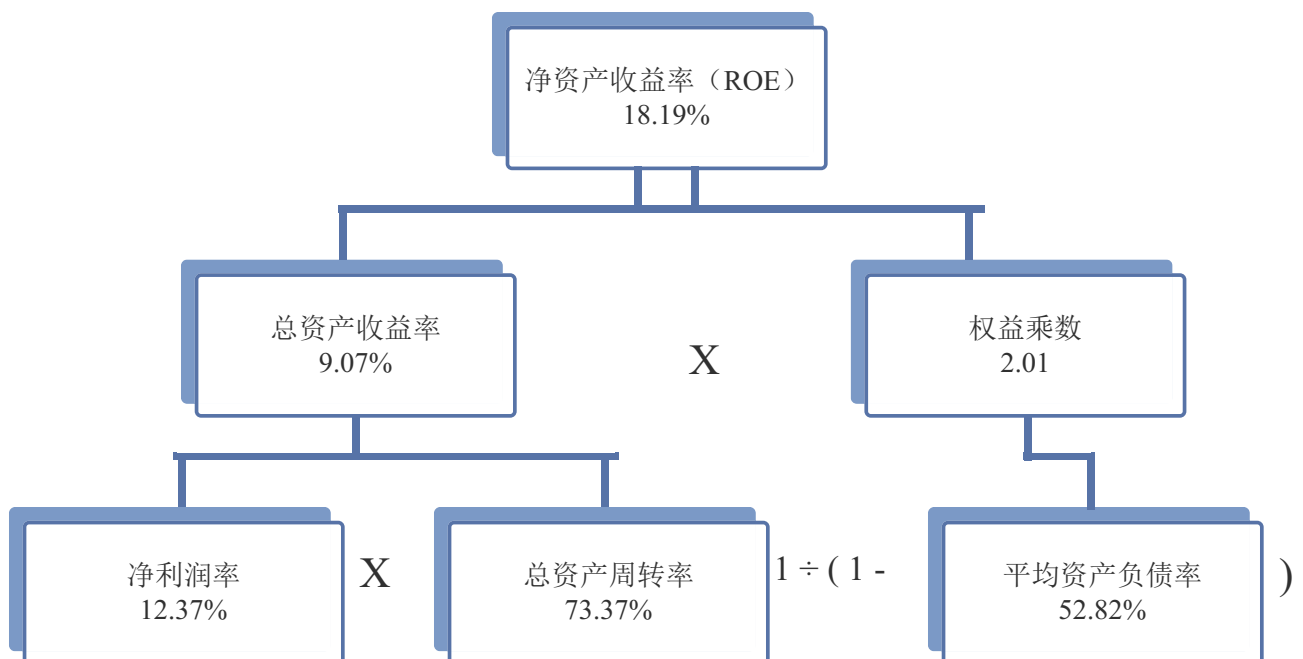 净资产收益率（ROE）
18.19%
总资产收益率
9.07%
X
权益乘数
2.01
净利润率
12.37%
X
总资产周转率
73.37%
1 ÷ ( 1 -
平均资产负债率
52.82%
)